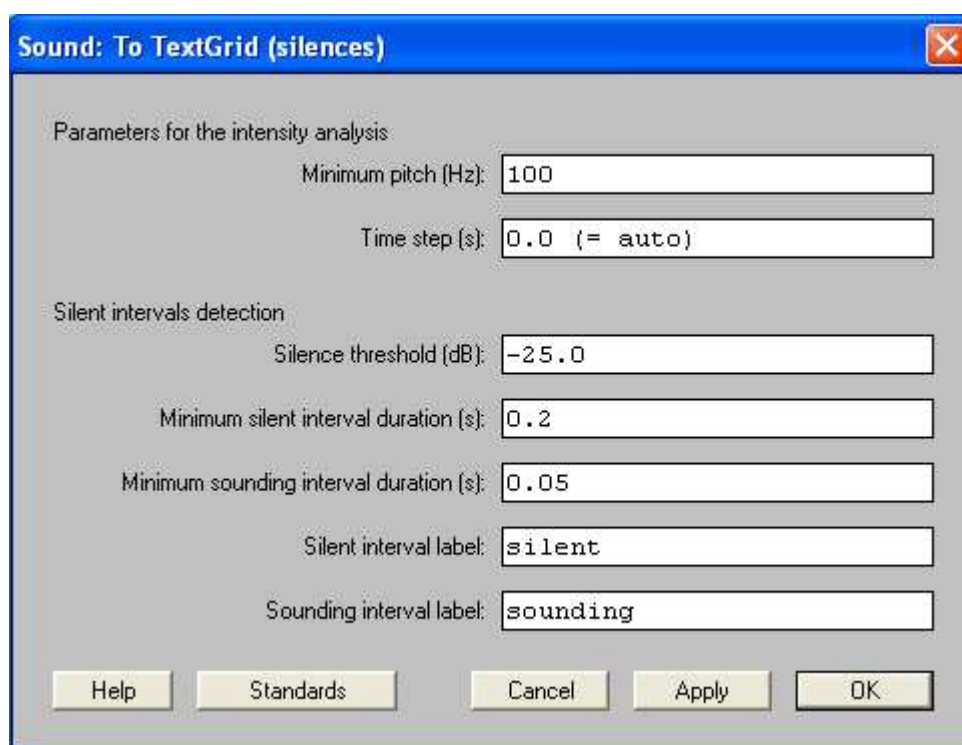 Sound: To TextGrid (silences)
Parameters for the intensity analysis
Minimum pitch (Hz): 100
Time step (s): 0.0 (= auto)
Silent intervals detection
Silence threshold (dB): -25.0
Minimum silent interval duration (s): 0.2
Minimum sounding interval duration (s): 0.05
Silent interval label: silent
Sounding interval label: sounding
Help Standards Cancel Apply OK